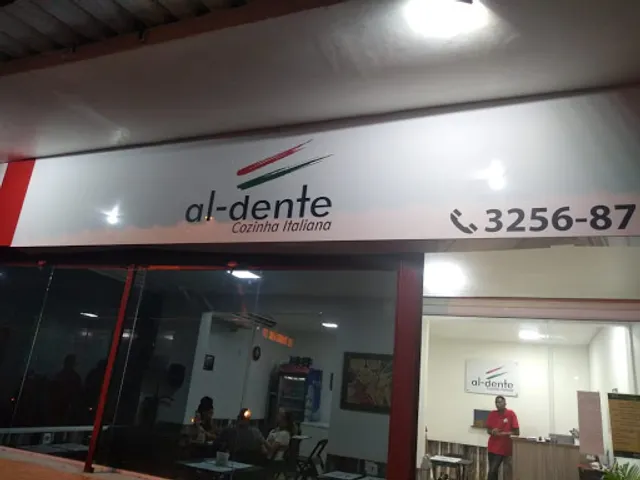 al-dente
Cozinha Italiana
3256-87
al-dente